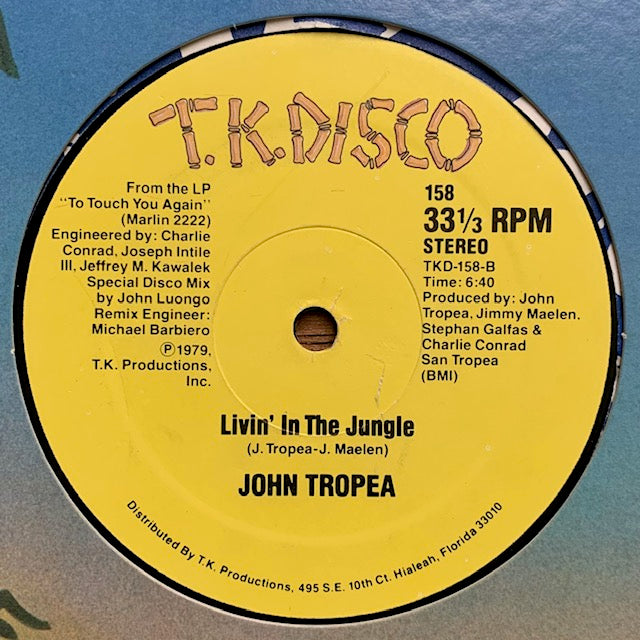 T.K.DISCO
From the LP
"To Touch You Again"
(Marlin 2222)
Engineered by: Charlie
Conrad, Joseph Intile
III, Jeffrey M. Kawalek
Special Disco Mix
by John Luongo
Remix Engineer:
Michael Barbiero
Ⓟ1979,
T.K. Productions,
Inc.
158
33⅓ RPM
STEREO
TKD-158-B
Time: 6:40
Produced by: John
Tropea, Jimmy Maelen.
Stephan Galfas &
Charlie Conrad
San Tropea
(BMI)
Livin' In The Jungle
(J. Tropea-J. Maelen)
JOHN TROPEA
Distributed By T.K. Productions, 495 S.E. 10th Ct. Hialeah, Florida 33010